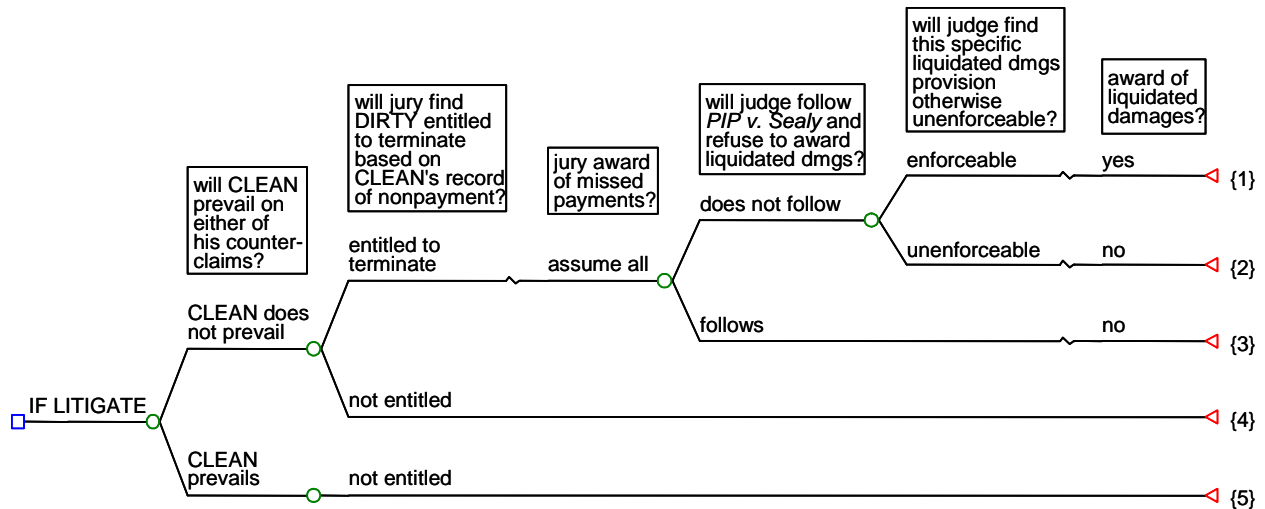 will judge find
this specific
liquidated dmgs
provision
otherwise
unenforceable?
award of
liquidated
damages?
will jury find
DIRTY entitled
to terminate
based on
CLEAN's record
of nonpayment?
will judge follow
PIP v. Sealy and
refuse to award
liquidated dmgs?
jury award
of missed
payments?
will CLEAN
prevail on
either of
his counter-
claims?
enforceable
yes
{1}
does not follow
unenforceable
no
{2}
entitled to
terminate
assume all
follows
no
{3}
CLEAN does
not prevail
not entitled
{4}
IF LITIGATE
CLEAN
prevails
not entitled
{5}